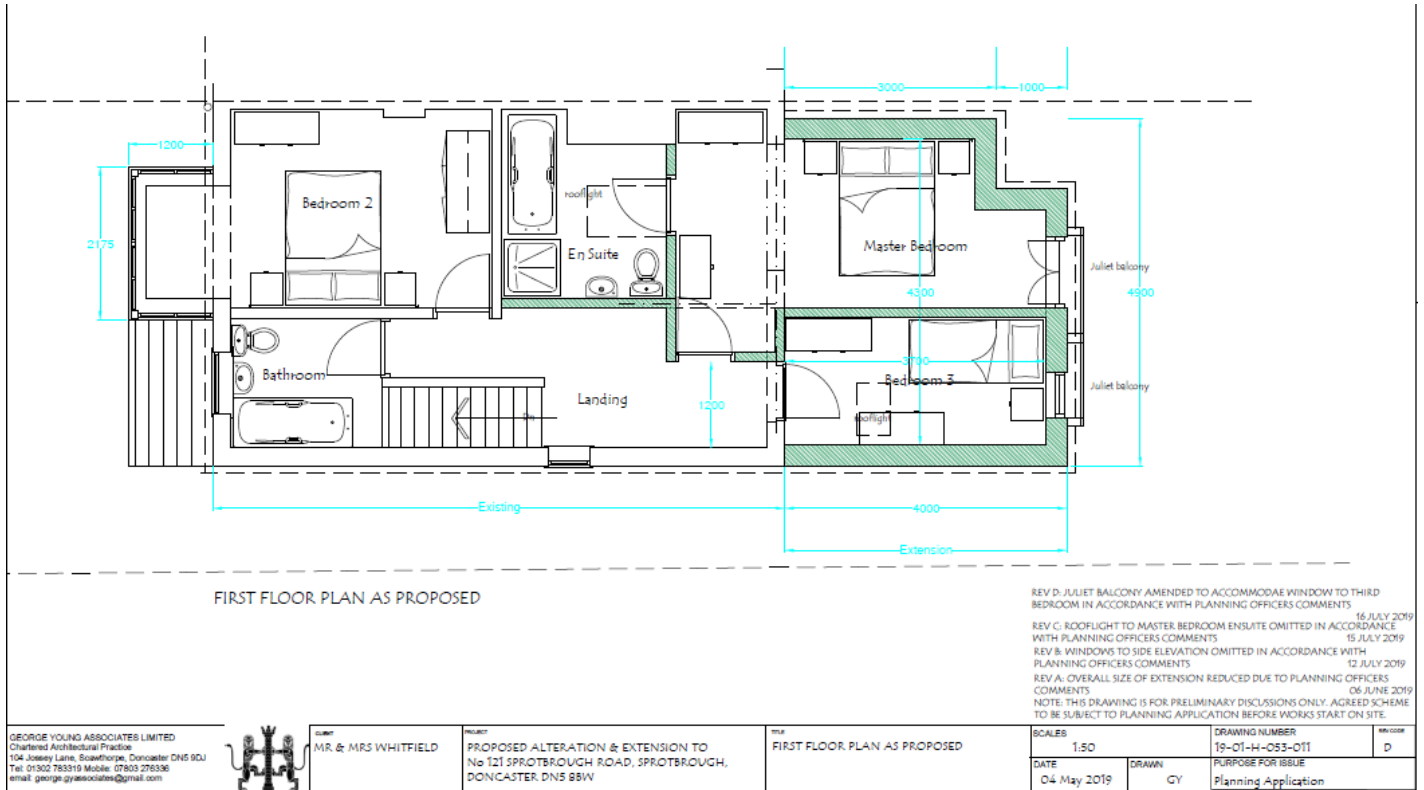 3000
1000
1200
Bedroom 2
rooflight
En Suite
Master Bedroom
Juliet balcony
2175
4300
4900
3700
Bathroom
Bedroom 3
Juliet balcony
Landing
1200
rooflight
Existing
4000
Extension
FIRST FLOOR PLAN AS PROPOSED
REV D: JULIET BALCONY AMENDED TO ACCOMMODAE WINDOW TO THIRD
BEDROOM IN ACCORDANCE WITH PLANNING OFFICERS COMMENTS
16 JULY 2019
REV C: ROOFLIGHT TO MASTER BEDROOM ENSUITE OMITTED IN ACCORDANCE
WITH PLANNING OFFICERS COMMENTS 15 JULY 2019
REV B: WINDOWS TO SIDE ELEVATION OMITTED IN ACCORDANCE WITH
PLANNING OFFICERS COMMENTS 12 JULY 2019
REV A: OVERALL SIZE OF EXTENSION REDUCED DUE TO PLANNING OFFICERS
COMMENTS 06 JUNE 2019
NOTE: THIS DRAWING IS FOR PRELIMINARY DISCUSSIONS ONLY. AGREED SCHEME
TO BE SUBJECT TO PLANNING APPLICATION BEFORE WORKS START ON SITE.
GEORGE YOUNG ASSOCIATES LIMITED
Chartered Architectural Practice
104 Jossey Lane, Scawthorpe, Doncaster DN5 9DJ
Tel: 01302 783319 Mobile: 07803 276336
email: george.gyassociates@gmail.com
CLIENT
MR & MRS WHITFIELD
PROJECT
PROPOSED ALTERATION & EXTENSION TO
No 121 SPROTBROUGH ROAD, SPROTBROUGH,
DONCASTER DN5 8BW
TITLE
FIRST FLOOR PLAN AS PROPOSED
SCALES
1:50
DRAWING NUMBER
19-01-H-053-011
REV CODE
D
DATE
04 May 2019
DRAWN
GY
PURPOSE FOR ISSUE
Planning Application